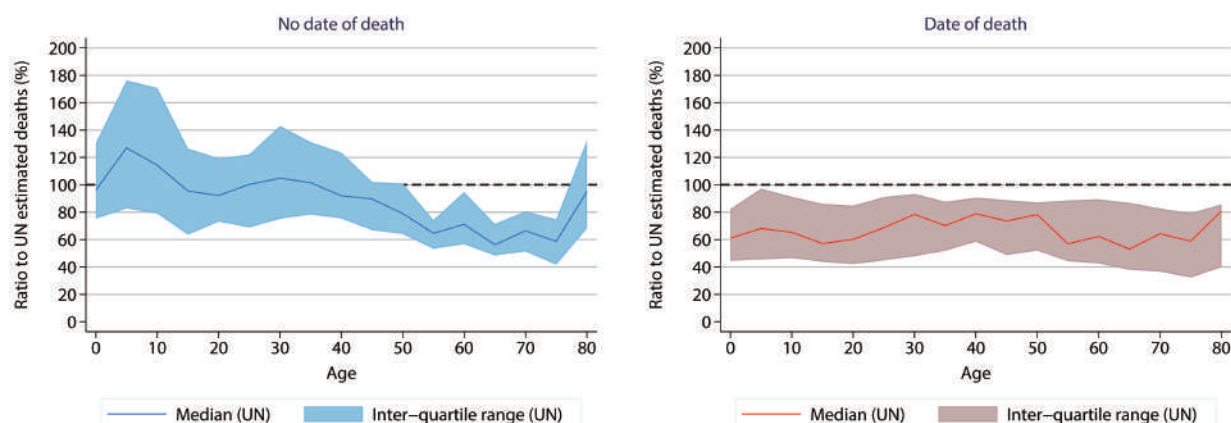 No date of death
Ratio to UN estimated deaths (%)
200
180
160
140
120
100
80
60
40
20
0
0 10 20 30 40 50 60 70 80
Age
Median (UN) Inter-quartile range (UN)
Date of death
Ratio to UN estimated deaths (%)
200
180
160
140
120
100
80
60
40
20
0
0 10 20 30 40 50 60 70 80
Age
Median (UN) Inter-quartile range (UN)